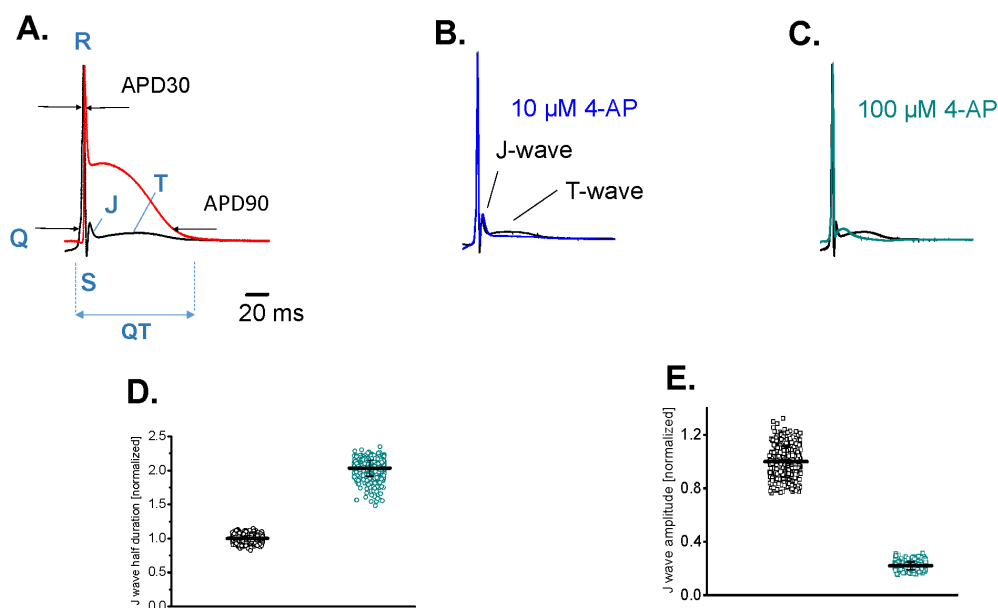 A.
R
APD30
J
T
APD90
Q
S
QT
20 ms
B.
10 µM 4-AP
J-wave
T-wave
C.
100 µM 4-AP
D.
J wave half duration [normalized]
2.5
2.0
1.5
1.0
0.5
0.0
E.
J wave amplitude [normalized]
1.2
0.8
0.4
0.0